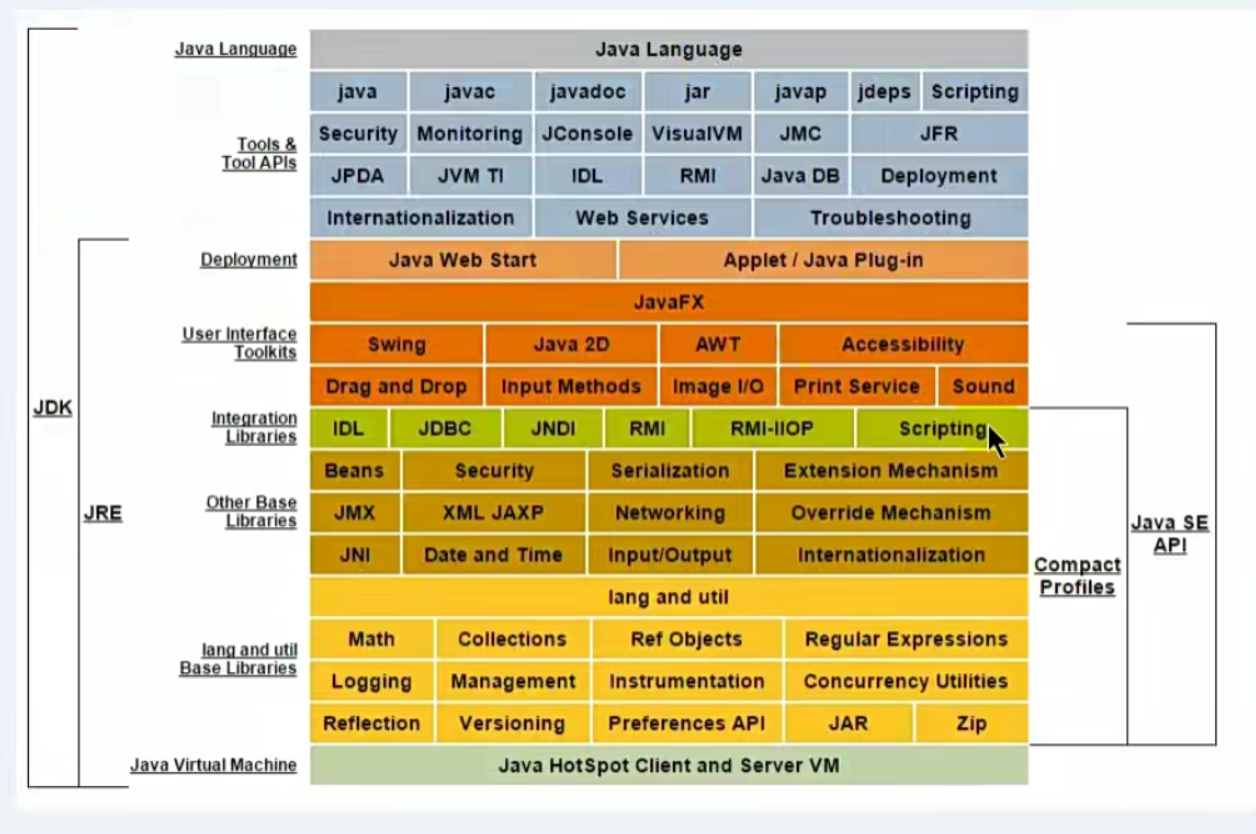 Java Language Java Language
java javac javadoc jar javap jdeps Scripting
Tools & Tool APIs
Security Monitoring JConsole VisualVM JMC JFR
JPDA JVM TI IDL RMI Java DB Deployment
Internationalization Web Services Troubleshooting
Deployment Java Web Start Applet / Java Plug-in
JavaFX
User Interface Toolkits
Swing Java 2D AWT Accessibility
Drag and Drop Input Methods Image I/O Print Service Sound
JDK
Integration Libraries
IDL JDBC JNDI RMI RMI-IIOP Scripting
Beans Security Serialization Extension Mechanism
JRE
Other Base Libraries
JMX XML JAXP Networking Override Mechanism
Java SE API
JNI Date and Time Input/Output Internationalization
Compact Profiles
lang and util
lang and util Base Libraries
Math Collections Ref Objects Regular Expressions
Logging Management Instrumentation Concurrency Utilities
Reflection Versioning Preferences API JAR Zip
Java Virtual Machine Java HotSpot Client and Server VM